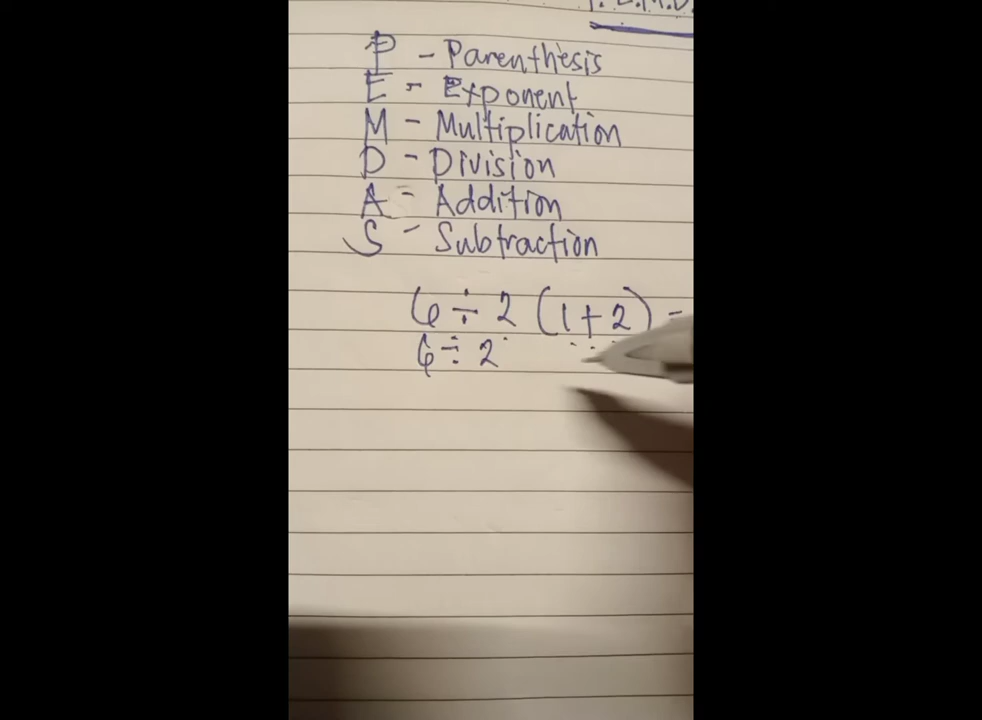 P - Parenthesis
E - Exponent
M - Multiplication
D - Division
A - Addition
S - Subtraction
6 ÷ 2 (1 + 2) =
6 ÷ 2